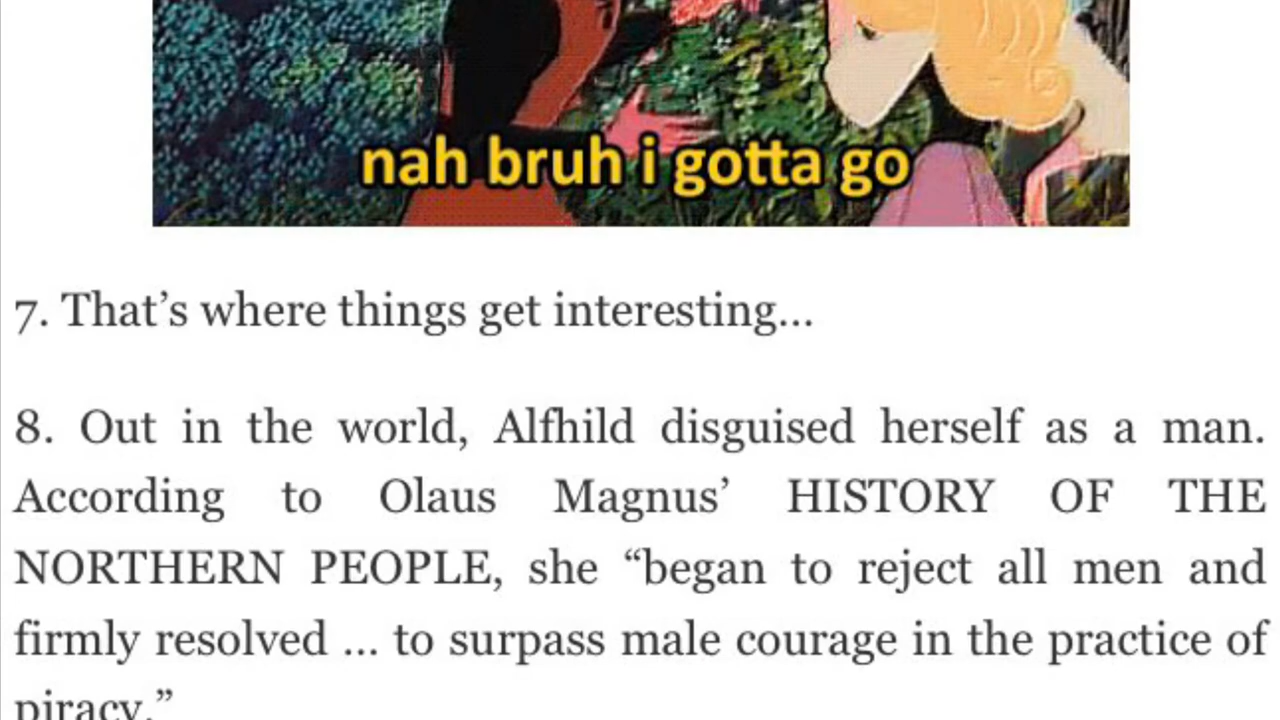 nah bruh i gotta go
7. That’s where things get interesting...
8. Out in the world, Alfhild disguised herself as a man.
According to Olaus Magnus’ HISTORY OF THE
NORTHERN PEOPLE, she “began to reject all men and
firmly resolved ... to surpass male courage in the practice of
piracy.”